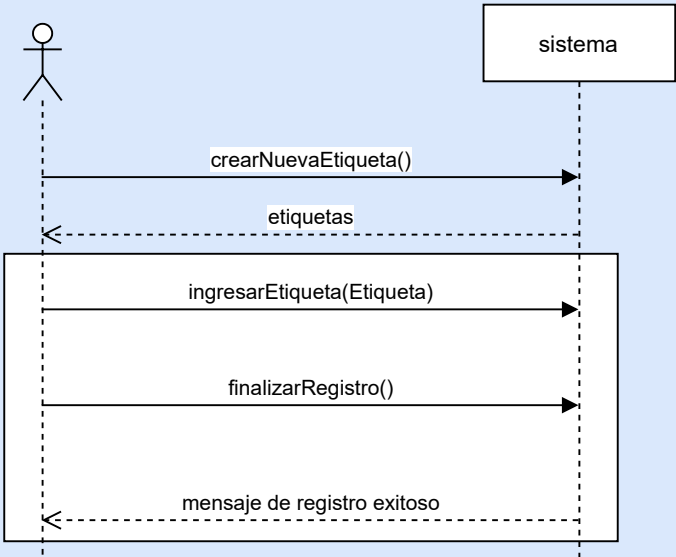 sistema
crearNuevaEtiqueta()
etiquetas
ingresarEtiqueta(Etiqueta)
finalizarRegistro()
mensaje de registro exitoso